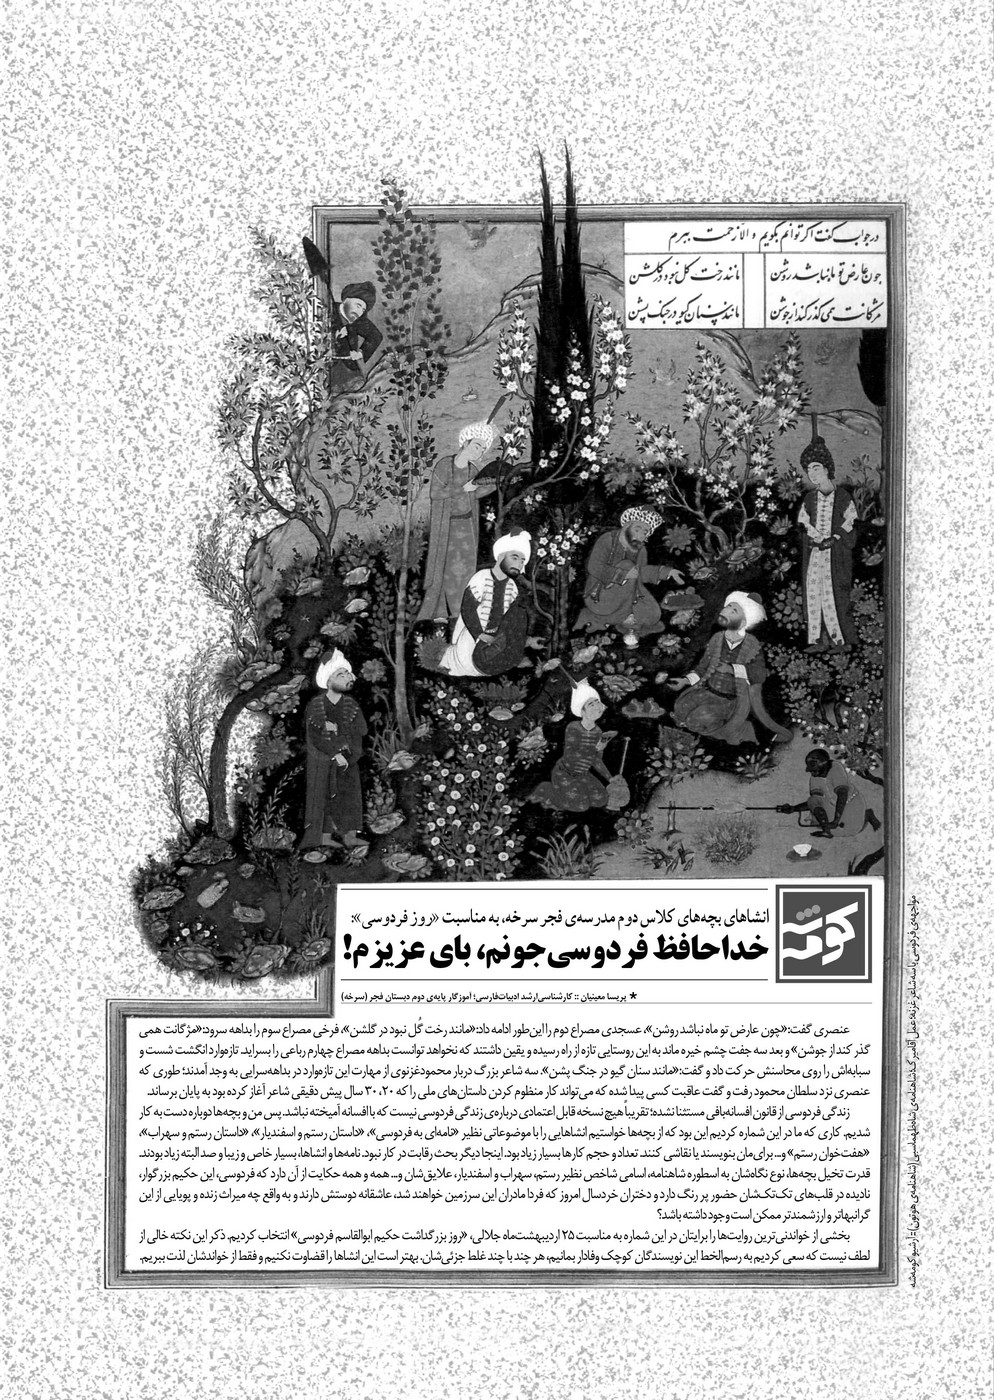 در جواب گفت اگر توانم بگویم و الا زحمت ببرم
چون عارض تو ماه نباشد روشن
مانند رخت گل نبود در گلشن
مژگانت همی گذر کند از جوشن
مانند سنان گیو در جنگ پشن
کومه‌شه
انشاهای بچه‌های کلاس دوم مدرسه‌ی فجر سرخه، به مناسبت «روز فردوسی»:
خداحافظ فردوسی‌جونم، بای عزیزم!
* پریسا معینیان :: کارشناسی‌ارشد ادبیات‌فارسی؛ آموزگار پایه‌ی دوم دبستان فجر (سرخه)
عنصری گفت: «چون عارض تو ماه نباشد روشن»، عسجدی مصراع دوم را این‌طور ادامه داد: «مانند رخت گُل نبود در گلشن»، فرخی مصراع سوم را بداهه سرود: «مژگانت همی
گذر کند از جوشن» و بعد سه جفت چشم خیره ماند به این روستایی تازه از راه رسیده و یقین داشتند که نخواهد توانست بداهه مصراع چهارم رباعی را بسراید. تازه‌وارد انگشت شست و
سبابه‌اش را روی محاسنش حرکت داد و گفت: «مانند سنان گیو در جنگ پشن». سه شاعر بزرگ دربار محمودغزنوی از مهارت این تازه‌وارد در بداهه‌سرایی به وجد آمدند؛ طوری که
عنصری نزد سلطان محمود رفت و گفت عاقبت کسی پیدا شده که می‌تواند کار منظوم کردن داستان‌های ملی را که ۲۰، ۳۰ سال پیش دقیقی شاعر آغاز کرده بود به پایان برساند.
زندگی فردوسی از قانون افسانه‌بافی مستثنا نشده؛ تقریباً هیچ نسخه قابل اعتمادی درباره‌ی زندگی فردوسی نیست که با افسانه آمیخته نباشد. پس من و بچه‌ها دوباره دست به کار
شدیم. کاری که ما در این شماره کردیم این بود که از بچه‌ها خواستیم انشاهایی را با موضوعاتی نظیر «نامه‌ای به فردوسی»، «داستان رستم و اسفندیار»، «داستان رستم و سهراب»،
«هفت‌خوان رستم» و... برای‌مان بنویسند یا نقاشی کنند. تعداد و حجم کارها بسیار زیاد بود. اینجا دیگر بحث رقابت در کار نبود. نامه‌ها و انشاها، بسیار خاص و زیبا و صد البته زیاد بودند.
قدرت تخیل بچه‌ها، نوع نگاه‌شان به اسطوره شاهنامه، اسامی شاخص نظیر رستم، سهراب و اسفندیار، علایق‌شان و... همه و همه حکایت از آن دارد که فردوسی، این حکیم بزرگوار،
نادیده در قلب‌های تک‌تک‌شان حضور پر رنگ دارد و دختران خردسال امروز که فردا مادران این سرزمین خواهند شد، عاشقانه دوستش دارند و به واقع چه میراث زنده و پویایی از این
گرانبهاتر و ارزشمندتر ممکن است وجود داشته باشد؟
بخشی از خواندنی‌ترین روایت‌ها را برایتان در این شماره به مناسبت ۲۵ اردیبهشت‌ماه جلالی، «روز بزرگداشت حکیم ابوالقاسم فردوسی» انتخاب کردیم. ذکر این نکته خالی از
لطف نیست که سعی کردیم به رسم‌الخط این نویسندگان کوچک وفادار بمانیم، هر چند با چند غلط جزئی‌شان. بهتر است این انشاها را قضاوت نکنیم و فقط از خواندشان لذت ببریم.
مواجهه‌ی فردوسی با سه شاعر غزنه؛ عمل آقامیرک؛ شاهنامه‌ی شاه‌طهماسبی (شاهنامه‌ی هوتون) :: آرشیو کومه‌شه